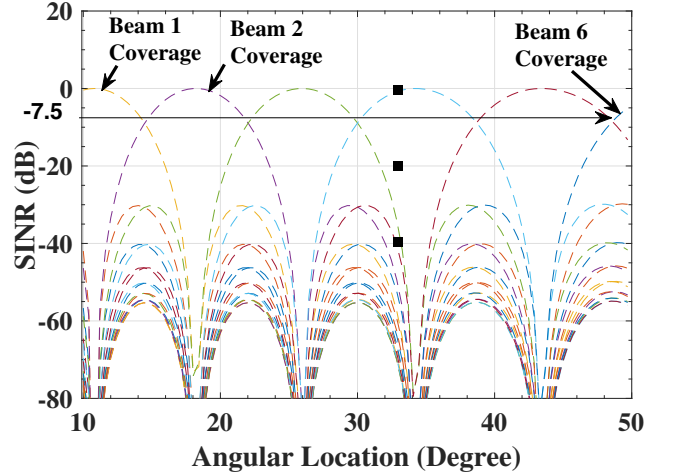 20
Beam 1
Coverage
Beam 2
Coverage
Beam 6
Coverage
0
-7.5
-20
-40
-60
-80
SINR (dB)
10 20 30 40 50
Angular Location (Degree)